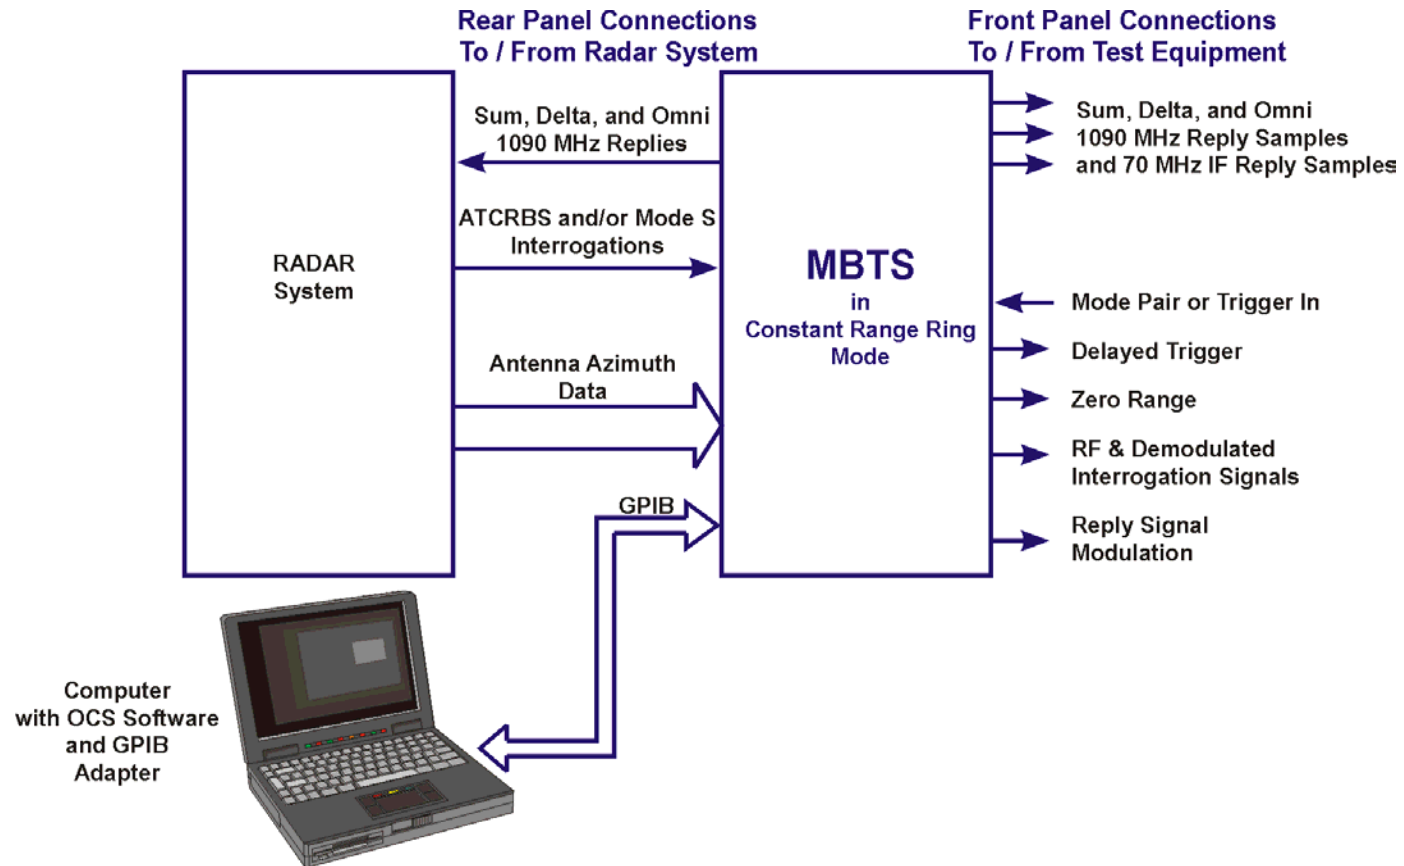 Rear Panel Connections
To / From Radar System
Front Panel Connections
To / From Test Equipment
Sum, Delta, and Omni
1090 MHz Replies
ATCRBS and/or Mode S
Interrogations
RADAR
System
Antenna Azimuth
Data
GPIB
MBTS
in
Constant Range Ring
Mode
Sum, Delta, and Omni
1090 MHz Reply Samples
and 70 MHz IF Reply Samples
Mode Pair or Trigger In
Delayed Trigger
Zero Range
RF & Demodulated
Interrogation Signals
Reply Signal
Modulation
Computer
with OCS Software
and GPIB
Adapter